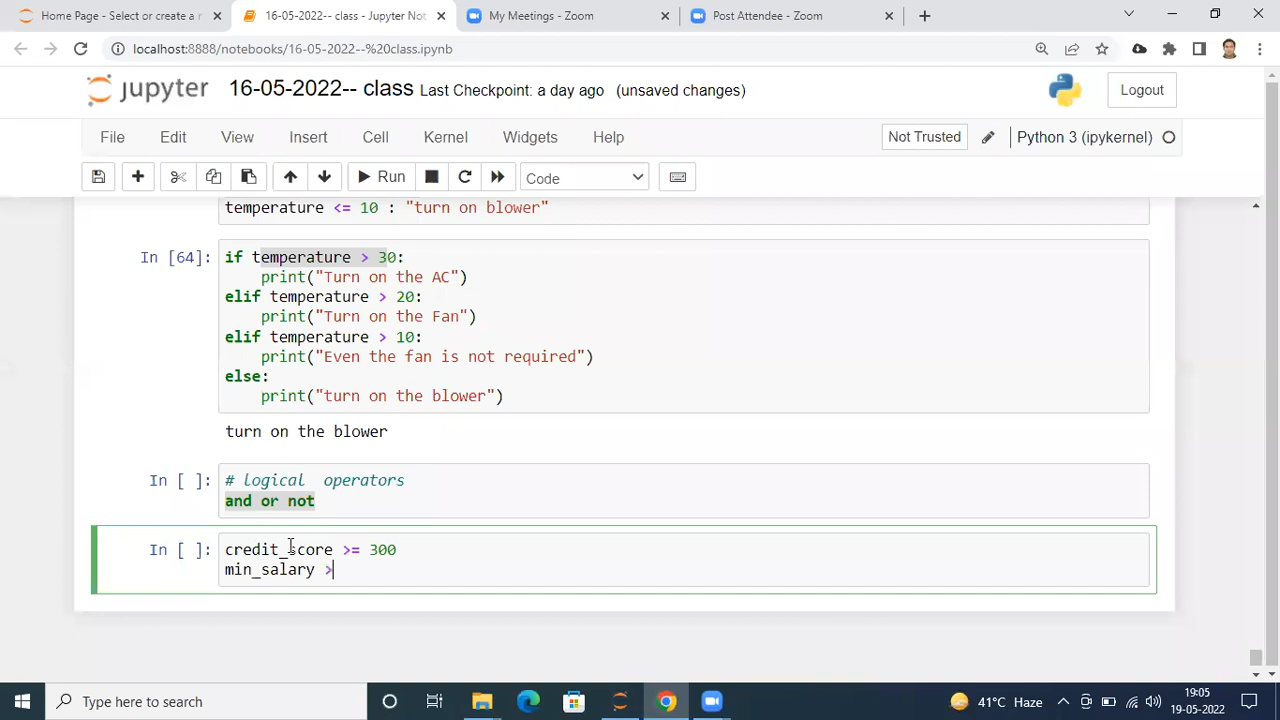 Home Page - Select or create a n
16-05-2022-- class - Jupyter Not
My Meetings - Zoom
Post Attendee - Zoom
localhost:8888/notebooks/16-05-2022--%20class.ipynb
jupyter 16-05-2022-- class Last Checkpoint: a day ago (unsaved changes)
Logout
File Edit View Insert Cell Kernel Widgets Help
Not Trusted
Python 3 (ipykernel)
Run
Code
temperature <= 10 : "turn on blower"
In [64]:
if temperature > 30:
    print("Turn on the AC")
elif temperature > 20:
    print("Turn on the Fan")
elif temperature > 10:
    print("Even the fan is not required")
else:
    print("turn on the blower")
turn on the blower
In [ ]:
# logical  operators
and or not
In [ ]:
credit_score >= 300
min_salary >
Type here to search
41°C Haze
19:05
19-05-2022